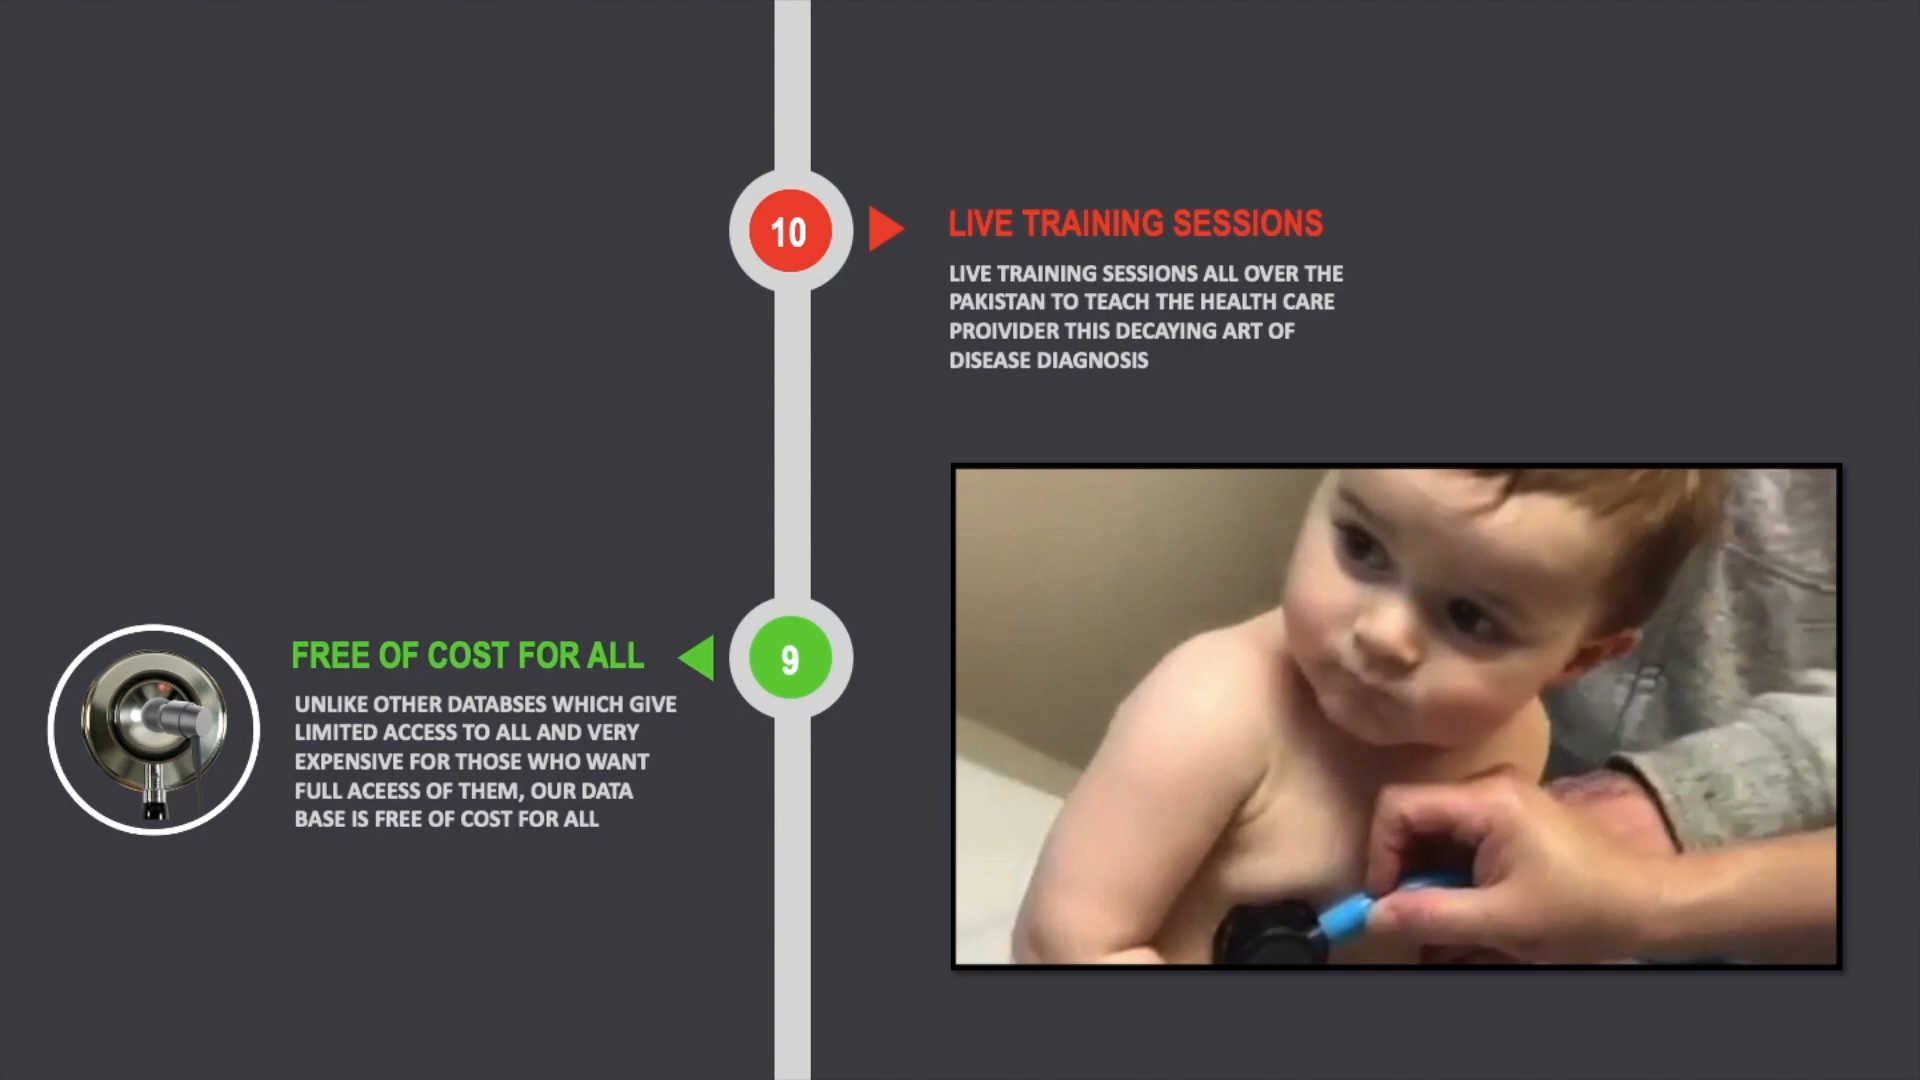 10
LIVE TRAINING SESSIONS
LIVE TRAINING SESSIONS ALL OVER THE
PAKISTAN TO TEACH THE HEALTH CARE
PROIVIDER THIS DECAYING ART OF
DISEASE DIAGNOSIS
9
FREE OF COST FOR ALL
UNLIKE OTHER DATABSES WHICH GIVE
LIMITED ACCESS TO ALL AND VERY
EXPENSIVE FOR THOSE WHO WANT
FULL ACEESS OF THEM, OUR DATA
BASE IS FREE OF COST FOR ALL